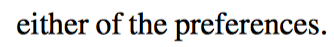 either of the preferences.